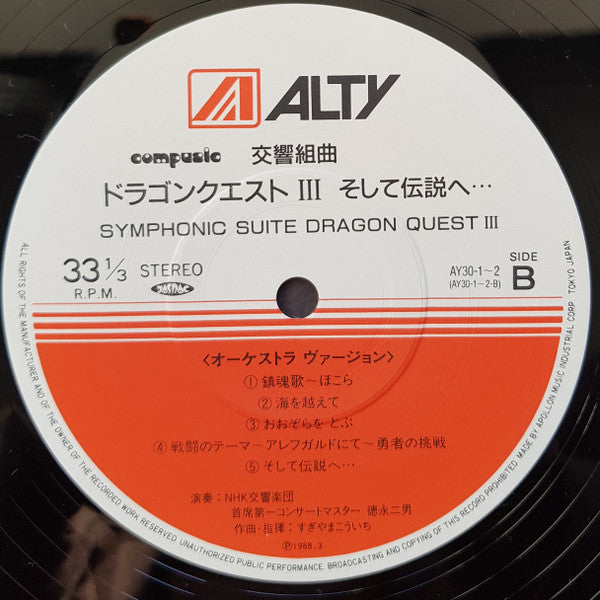 ALTY
compusic 交響組曲
ドラゴンクエスト III そして伝説へ…
SYMPHONIC SUITE DRAGON QUEST III
33 1/3 STEREO
R.P.M. JASRAC
AY30-1~2
(AY30-1~2-B)
SIDE
B
〈オーケストラ ヴァージョン〉
① 鎮魂歌~ほこら
② 海を越えて
③ おおぞらを とぶ
④ 戦闘のテーマ~アレフガルドにて~勇者の挑戦
⑤ そして伝説へ…
演奏:NHK交響楽団
首席第一コンサートマスター 徳永二男
作曲・指揮:すぎやまこういち
Ⓟ1988.3
ALL RIGHTS OF THE MANUFACTURER AND OF THE OWNER OF THE RECORDED WORK RESERVED. UNAUTHORIZED PUBLIC PERFORMANCE. BROADCASTING AND COPYING OF THIS RECORD PROHIBITED. MADE BY APOLLON MUSIC INDUSTRIAL CORP. TOKYO JAPAN